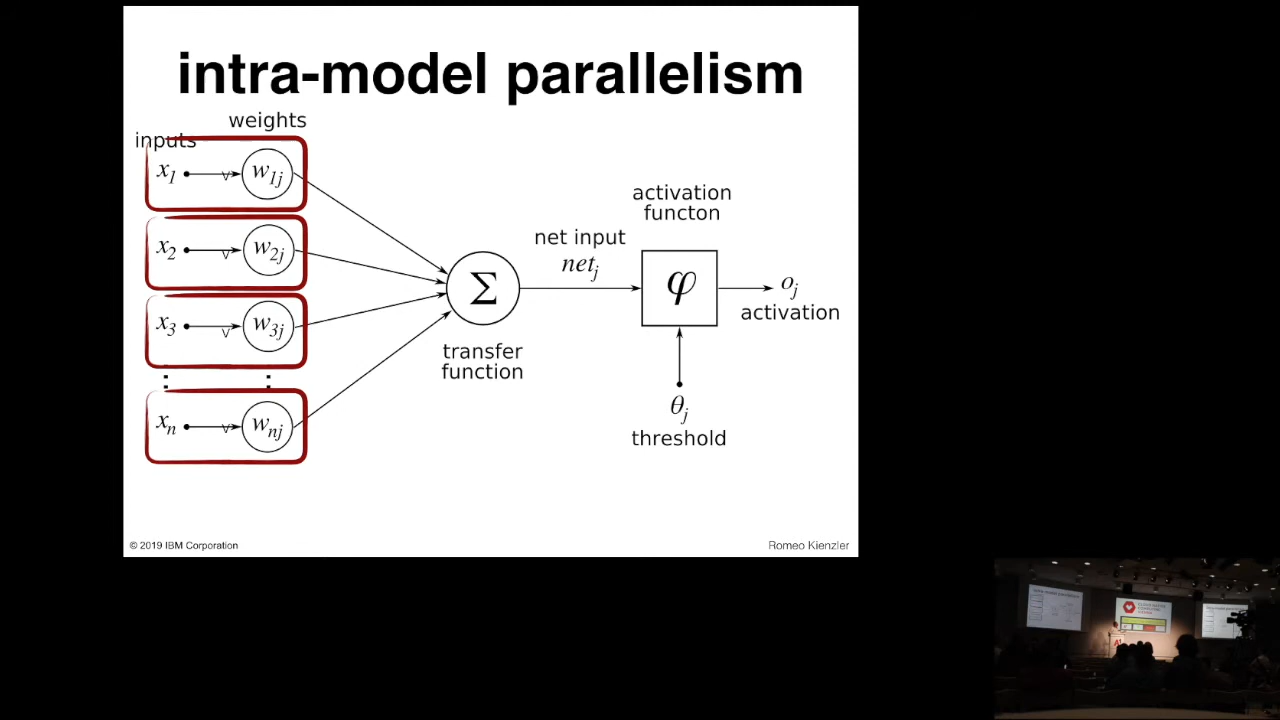 intra-model parallelism
weights
inputs
x1 w1j
x2 w2j
x3 w3j
xn wnj
Σ
transfer
function
net input
netj
activation
functon
φ
oj
activation
θj
threshold
© 2019 IBM Corporation
Romeo Kienzler